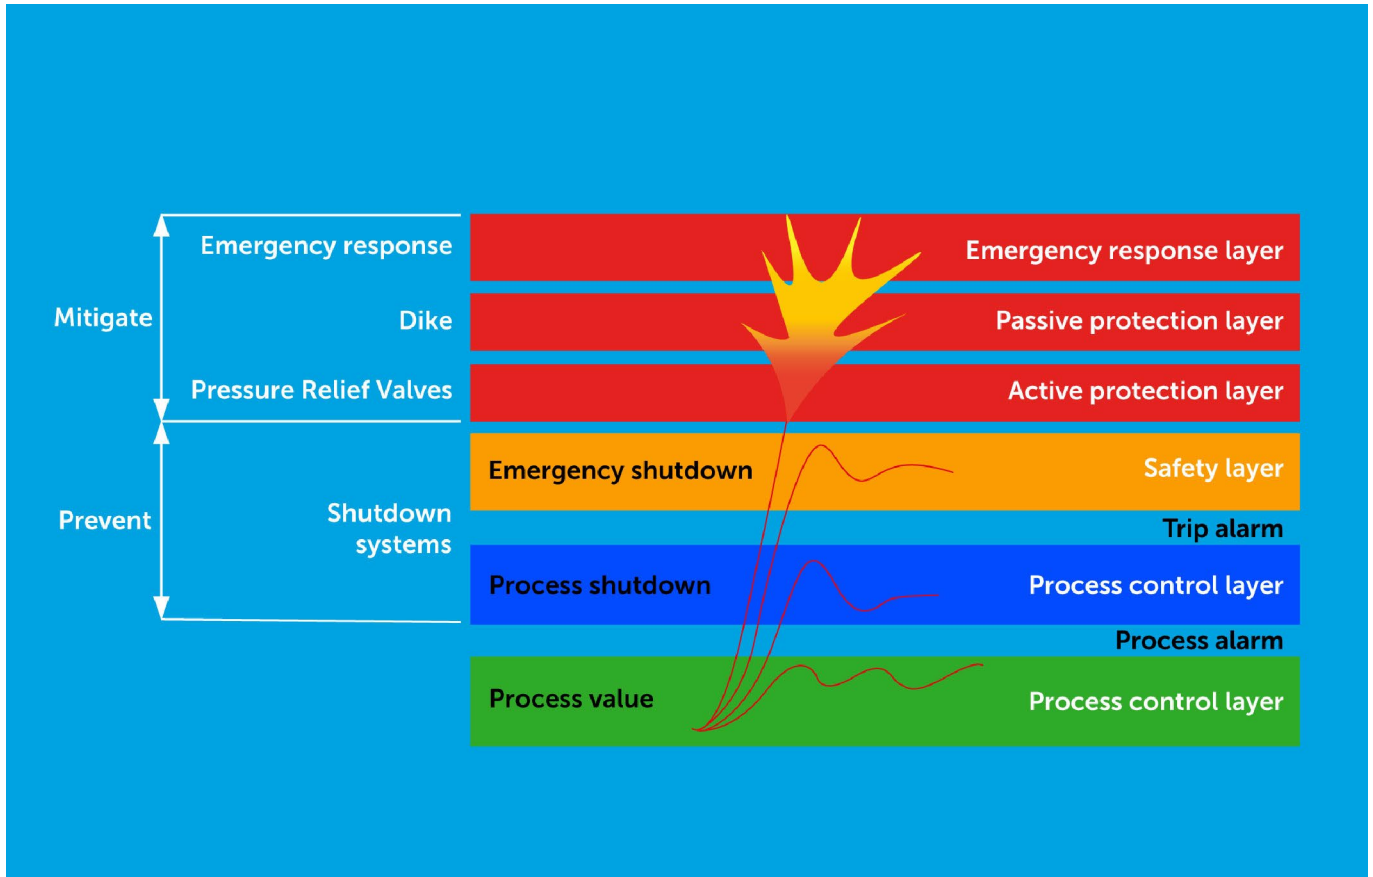 Emergency response
Emergency response layer
Mitigate
Dike
Passive protection layer
Pressure Relief Valves
Active protection layer
Emergency shutdown
Safety layer
Prevent
Shutdown
systems
Trip alarm
Process shutdown
Process control layer
Process alarm
Process value
Process control layer